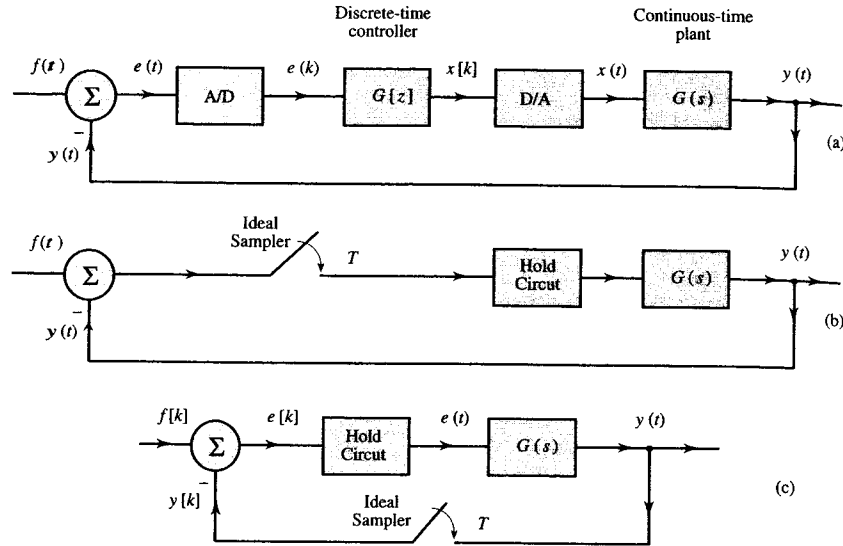 Discrete-time
controller
Continuous-time
plant
f(t)
e(t)
e(k)
x[k]
x(t)
y(t)
Σ
A/D
G[z]
D/A
G(s)
−
y(t)
(a)
Ideal
Sampler
f(t)
T
y(t)
Σ
Hold
Circut
G(s)
−
y(t)
(b)
f[k]
e[k]
e(t)
y(t)
Σ
Hold
Circut
G(s)
−
y[k]
Ideal
Sampler
T
(c)